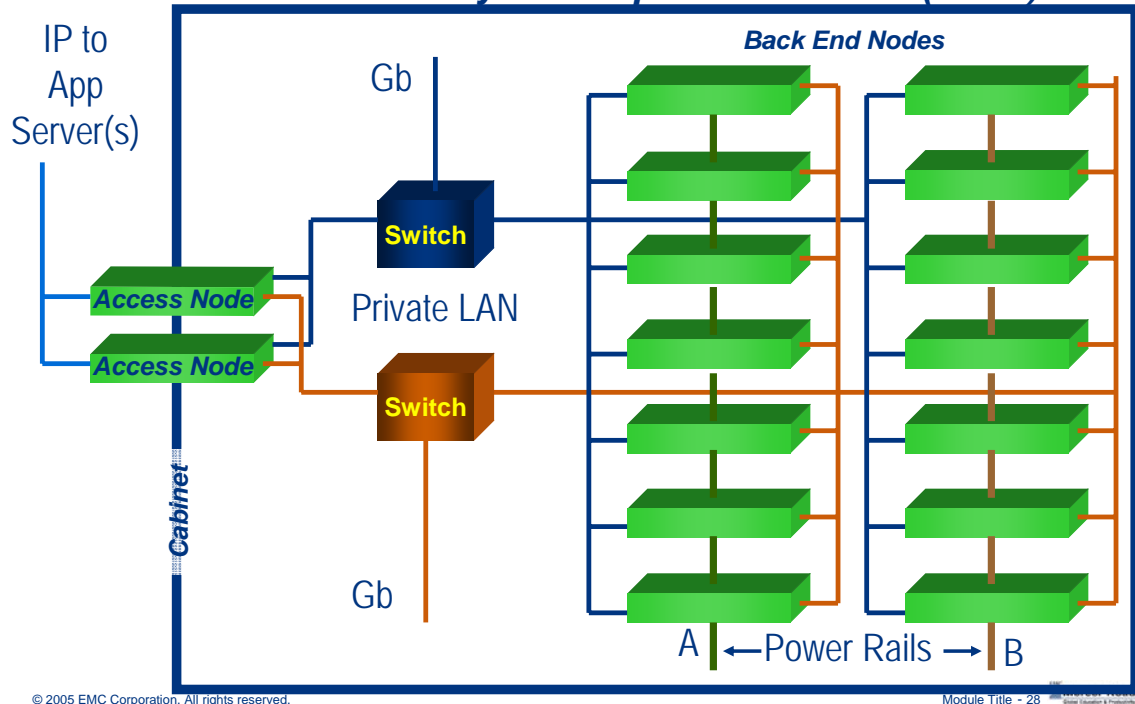 Back End Nodes
IP to
App
Server(s)
Gb
Switch
Access Node
Private LAN
Access Node
Switch
Cabinet
Gb
A
Power Rails
B
© 2005 EMC Corporation. All rights reserved.
Module Title - 28